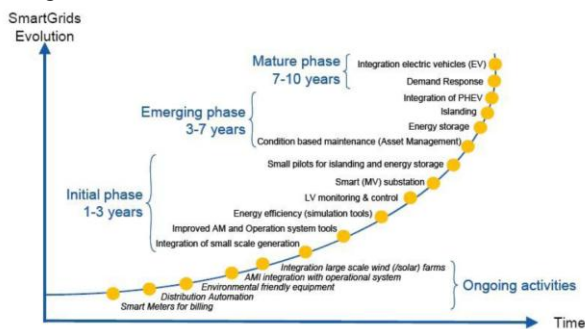 SmartGrids
Evolution
Mature phase
7-10 years
Integration electric vehicles (EV)
Demand Response
Integration of PHEV
Islanding
Emerging phase
3-7 years
Energy storage
Condition based maintenance (Asset Management)
Small pilots for islanding and energy storage
Smart (MV) substation
Initial phase
1-3 years
LV monitoring & control
Energy efficiency (simulation tools)
Improved AM and Operation system tools
Integration of small scale generation
Integration large scale wind (/solar) farms
AMI integration with operational system
Environmental friendly equipment
Distribution Automation
Smart Meters for billing
Ongoing activities
Time